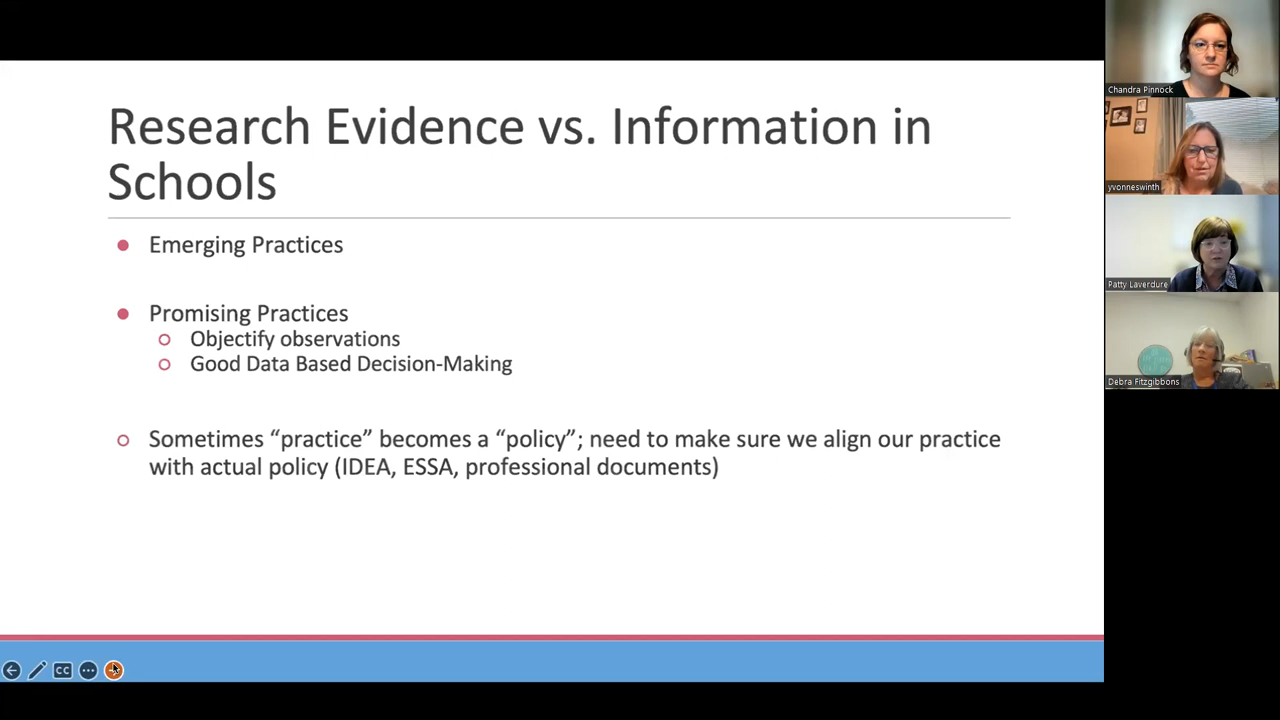 Research Evidence vs. Information in
Schools
Emerging Practices
Promising Practices
Objectify observations
Good Data Based Decision-Making
Sometimes “practice” becomes a “policy”; need to make sure we align our practice
with actual policy (IDEA, ESSA, professional documents)
CC
Chandra Pinnock
yvonneswinth
Patty Laverdure
Debra Fitzgibbons